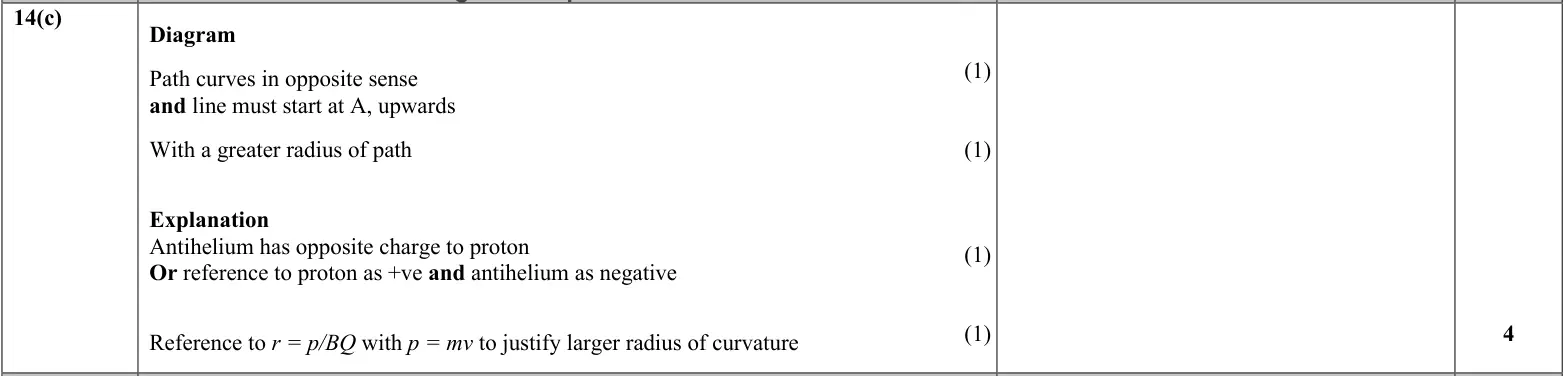 14(c)
Diagram
Path curves in opposite sense (1)
and line must start at A, upwards
With a greater radius of path (1)
Explanation
Antihelium has opposite charge to proton (1)
Or reference to proton as +ve and antihelium as negative
Reference to r = p/BQ with p = mv to justify larger radius of curvature (1) 4